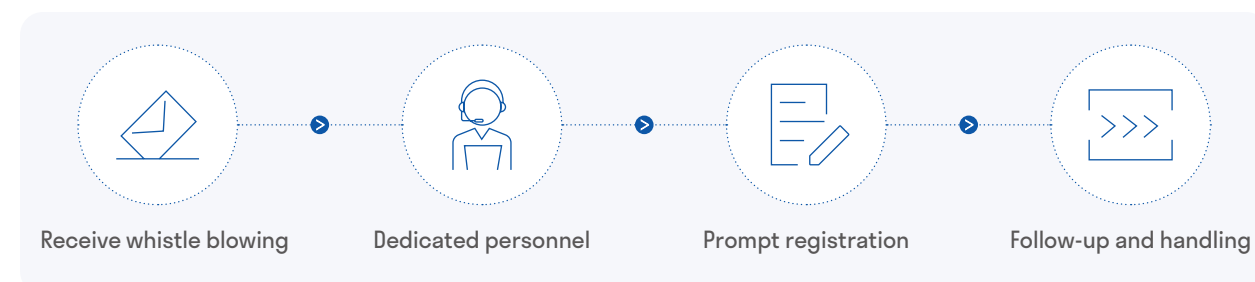 Receive whistle blowing
Dedicated personnel
Prompt registration
Follow-up and handling